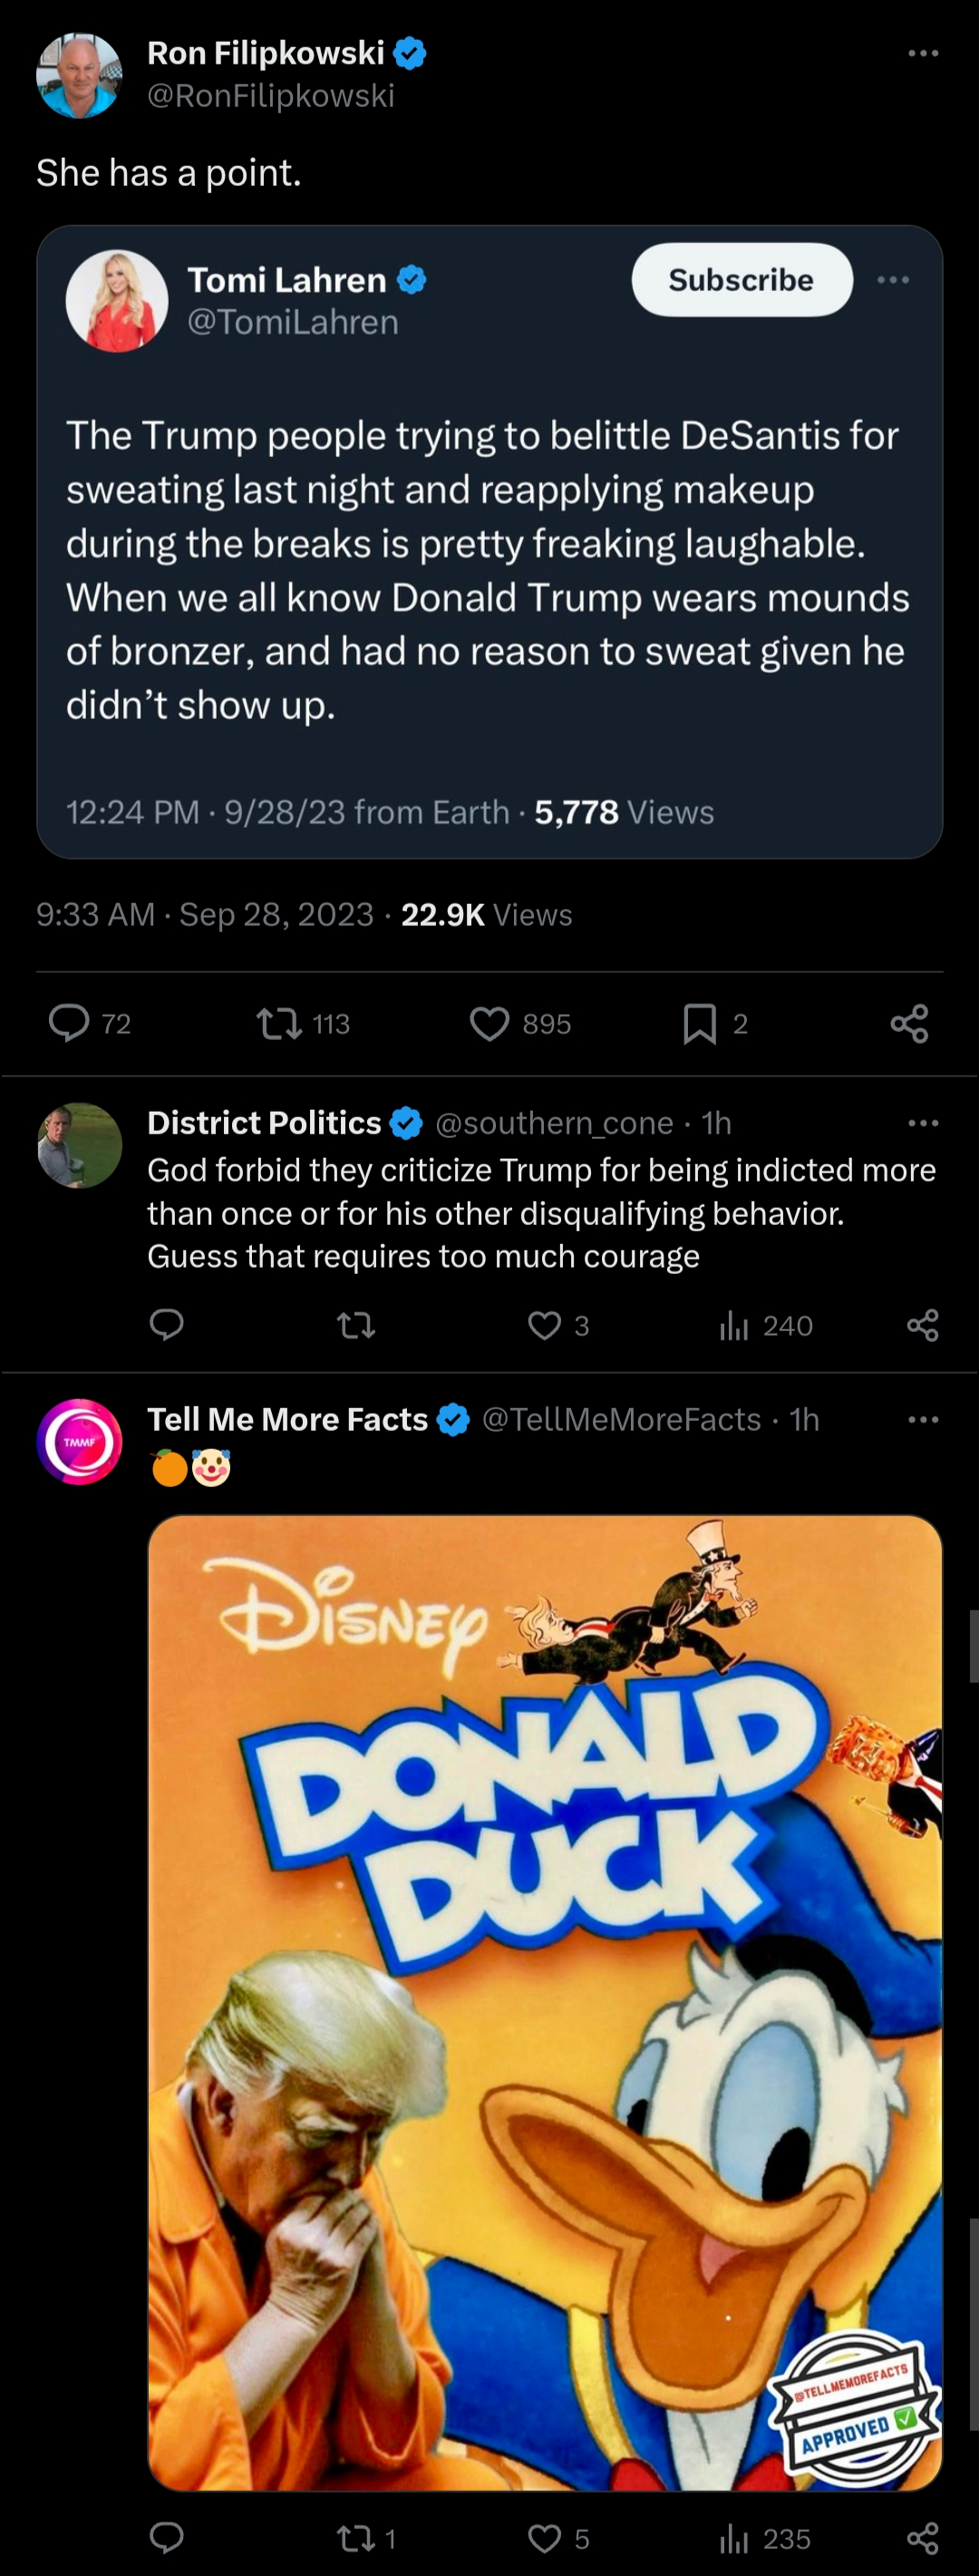 Ron Filipkowski
@RonFilipkowski
She has a point.
Tomi Lahren
@TomiLahren
Subscribe
The Trump people trying to belittle DeSantis for
sweating last night and reapplying makeup
during the breaks is pretty freaking laughable.
When we all know Donald Trump wears mounds
of bronzer, and had no reason to sweat given he
didn’t show up.
12:24 PM · 9/28/23 from Earth · 5,778 Views
9:33 AM · Sep 28, 2023 · 22.9K Views
72 113 895 2
District Politics @southern_cone · 1h
God forbid they criticize Trump for being indicted more
than once or for his other disqualifying behavior.
Guess that requires too much courage
3 240
TMMF
Tell Me More Facts @TellMeMoreFacts · 1h
🍊🤡
Disney
DONALD
DUCK
@TELLMEMOREFACTS
APPROVED ✅
1 5 235